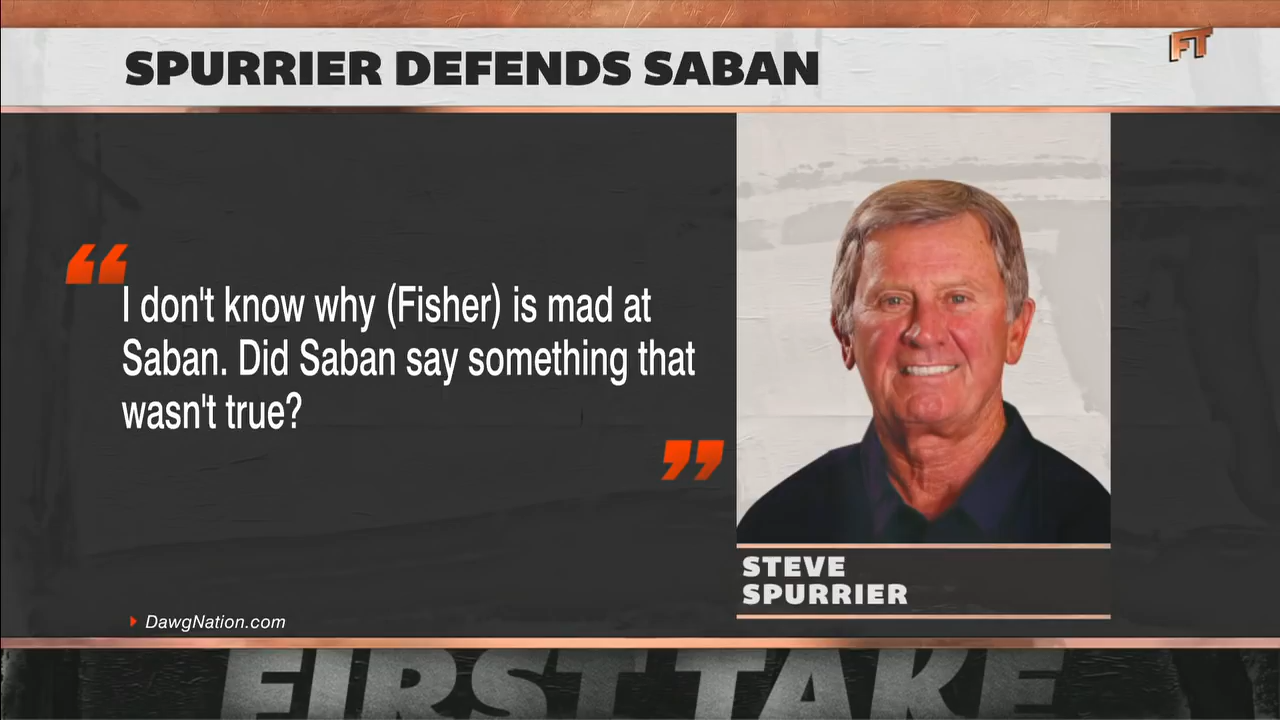 SPURRIER DEFENDS SABAN
FT
“
I don't know why (Fisher) is mad at
Saban. Did Saban say something that
wasn't true?
”
STEVE
SPURRIER
DawgNation.com
FIRST TAKE